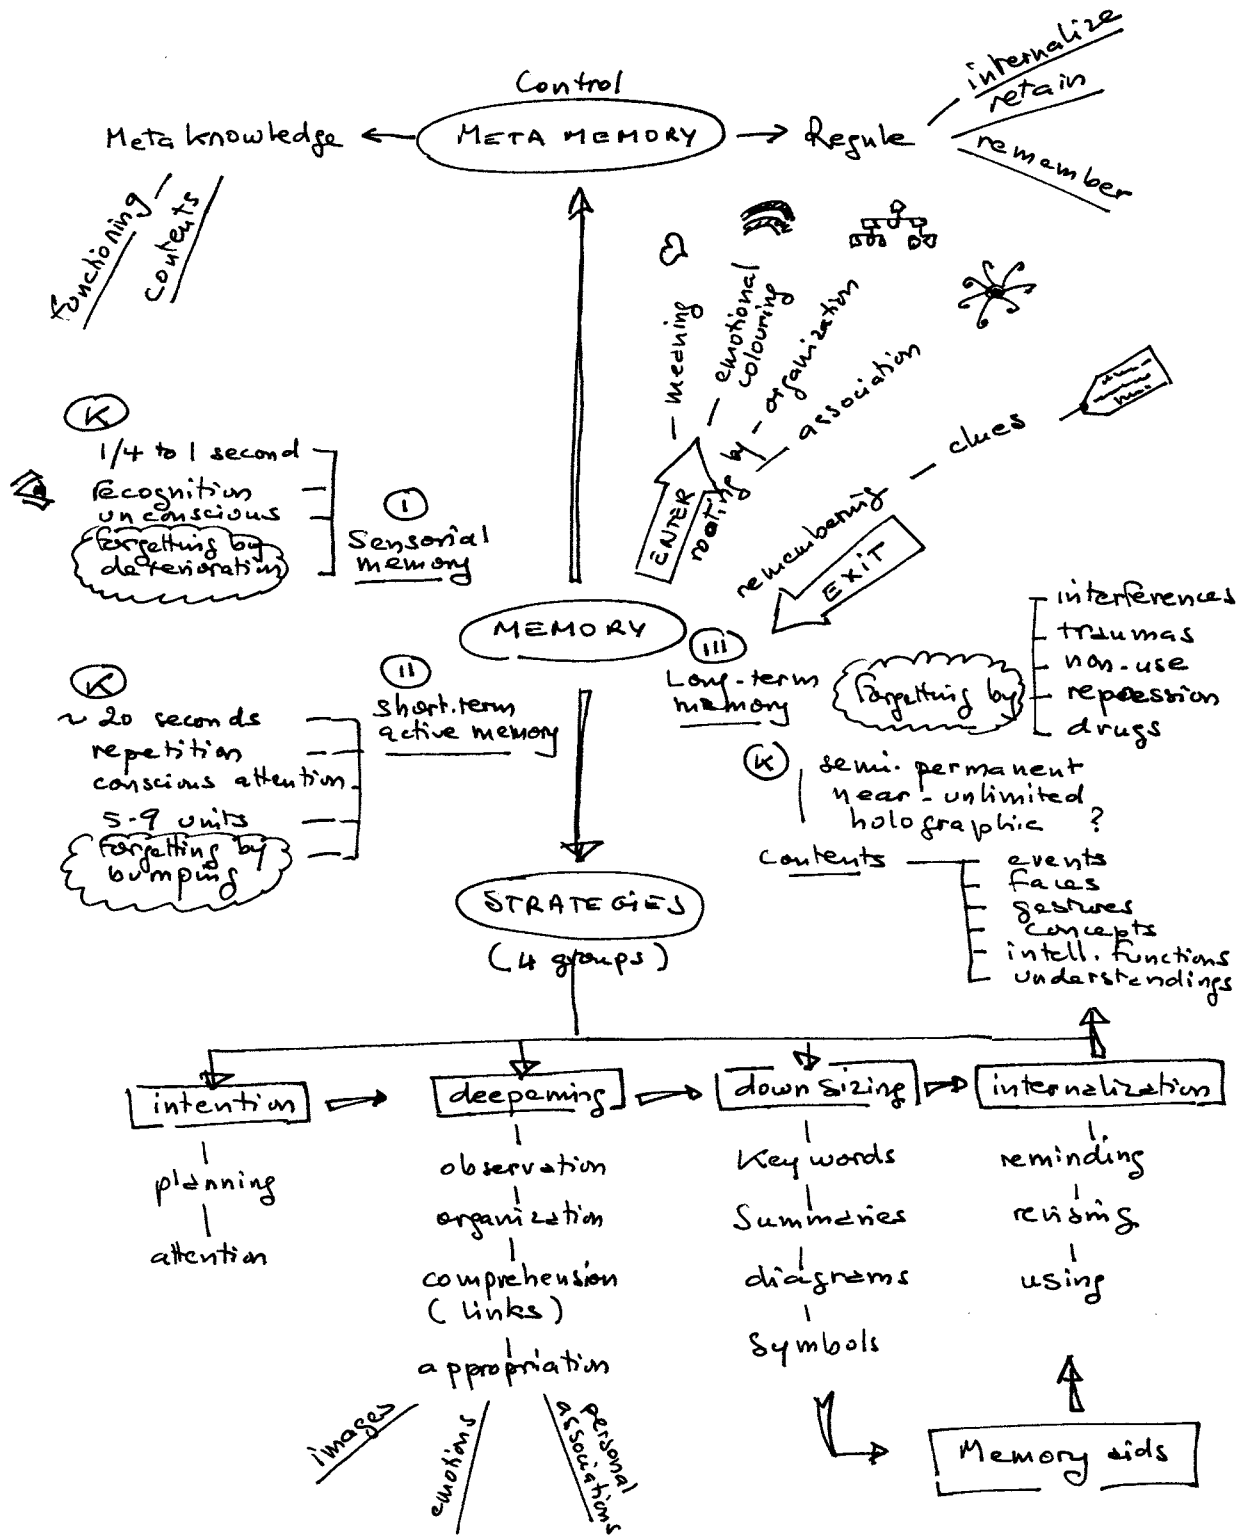 Control
META MEMORY
Meta knowledge
functioning
contents
Regule
internalize
retain
remember
meaning
emotional
colouring
organization
association
rooting by
ENTER
clues
remembering
EXIT
K
1/4 to 1 second
recognition
unconscious
forgetting by
deterioration
I
Sensorial
memory
MEMORY
K
~ 20 seconds
repetition
conscious attention
5-9 units
forgetting by
bumping
II
short.term
active memory
III
Long-term
memory
forgetting by
interferences
traumas
non-use
repression
drugs
K
semi-permanent
near-unlimited
holographic ?
contents
events
faces
gestures
concepts
intell. functions
understandings
STRATEGIES
(4 groups)
intention
planning
attention
deepening
observation
organization
comprehension
(links)
appropriation
images
emotions
personal
associations
down sizing
Key words
Summaries
diagrams
Symbols
internalization
reminding
revising
using
Memory aids